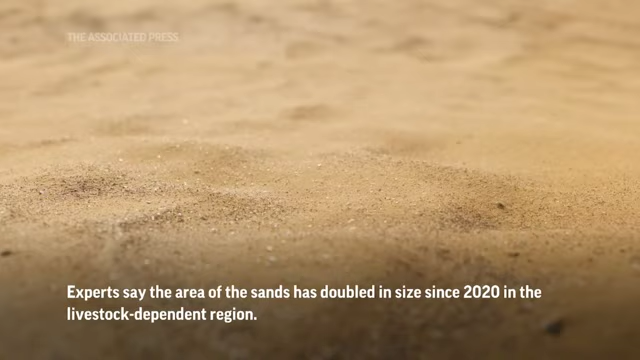 THE ASSOCIATED PRESS
Experts say the area of the sands has doubled in size since 2020 in the
livestock-dependent region.